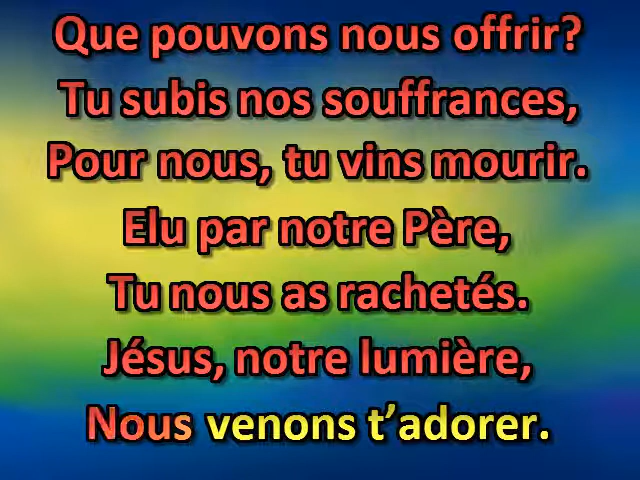 Que pouvons nous offrir?
Tu subis nos souffrances,
Pour nous, tu vins mourir.
Elu par notre Père,
Tu nous as rachetés.
Jésus, notre lumière,
Nous venons t’adorer.